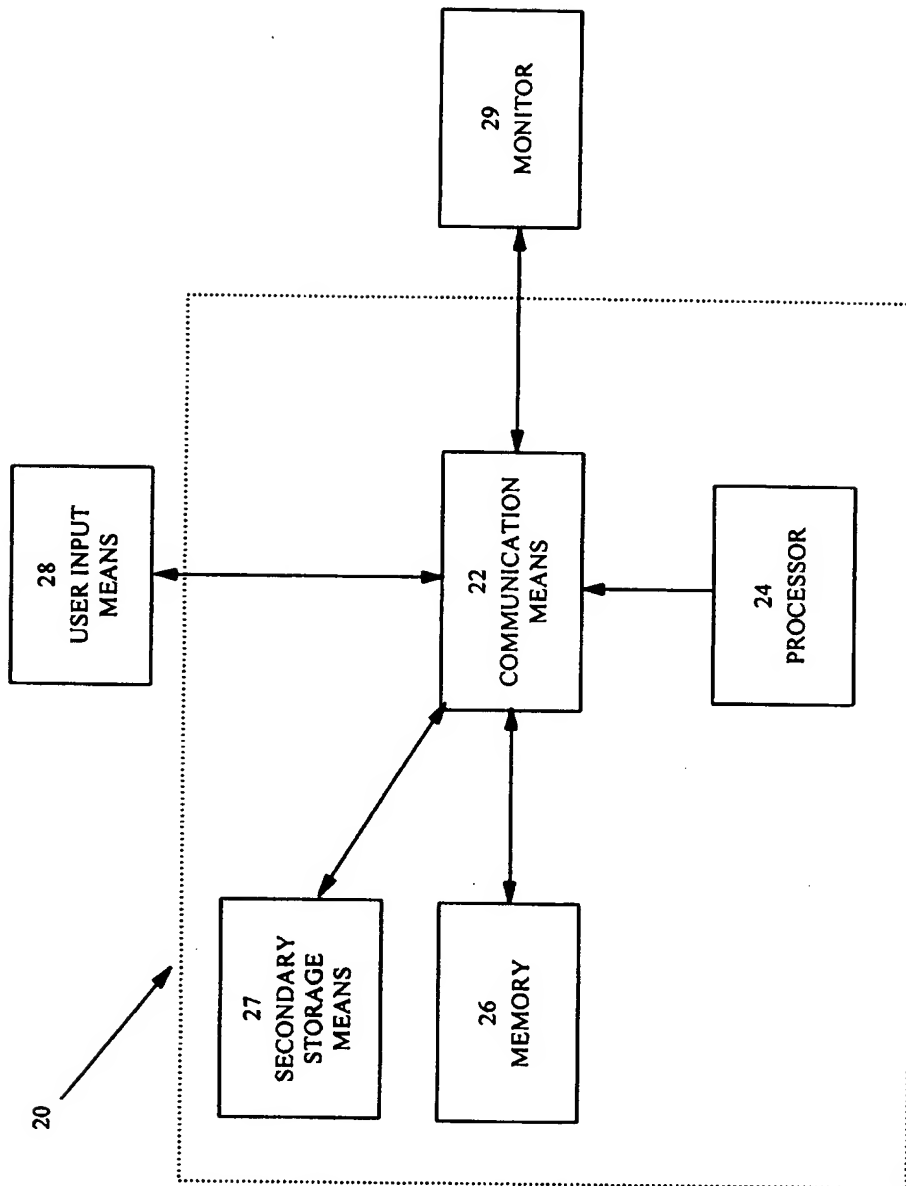 20
28
USER INPUT
MEANS
27
SECONDARY
STORAGE
MEANS
22
COMMUNICATION
MEANS
29
MONITOR
26
MEMORY
24
PROCESSOR